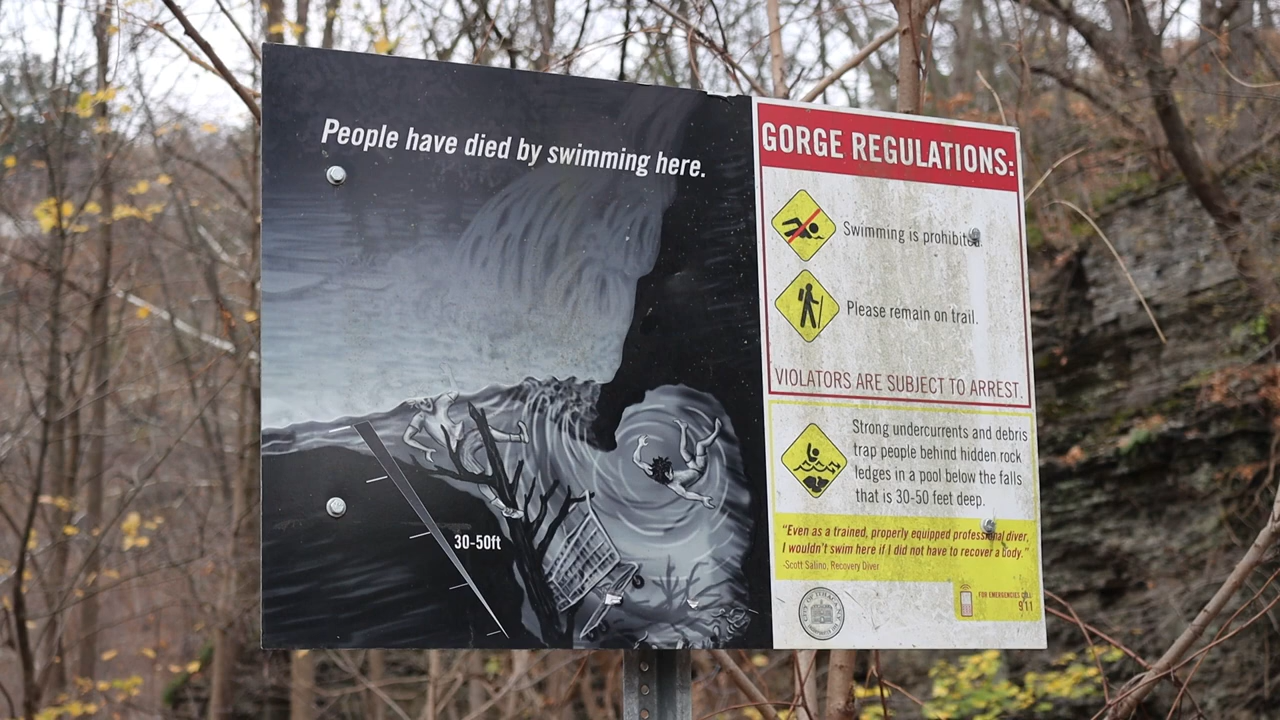 People have died by swimming here.
30-50ft
GORGE REGULATIONS:
Swimming is prohibited.
Please remain on trail.
VIOLATORS ARE SUBJECT TO ARREST.
Strong undercurrents and debris
trap people behind hidden rock
ledges in a pool below the falls
that is 30-50 feet deep.
"Even as a trained, properly equipped professional diver,
I wouldn't swim here if I did not have to recover a body."
-Scott Salino, Recovery Diver
CITY OF ITHACA
FOR EMERGENCIES CALL
911